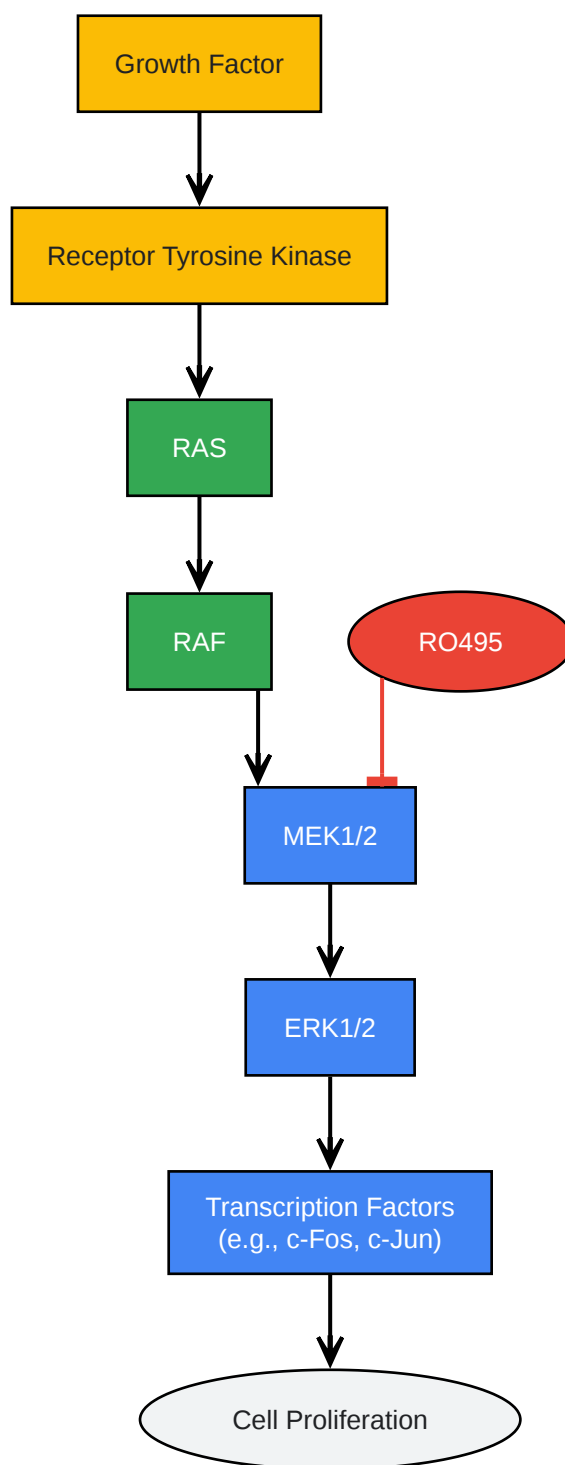 Growth Factor
Receptor Tyrosine Kinase
RAS
RAF
RO495
MEK1/2
ERK1/2
Transcription Factors
(e.g., c-Fos, c-Jun)
Cell Proliferation